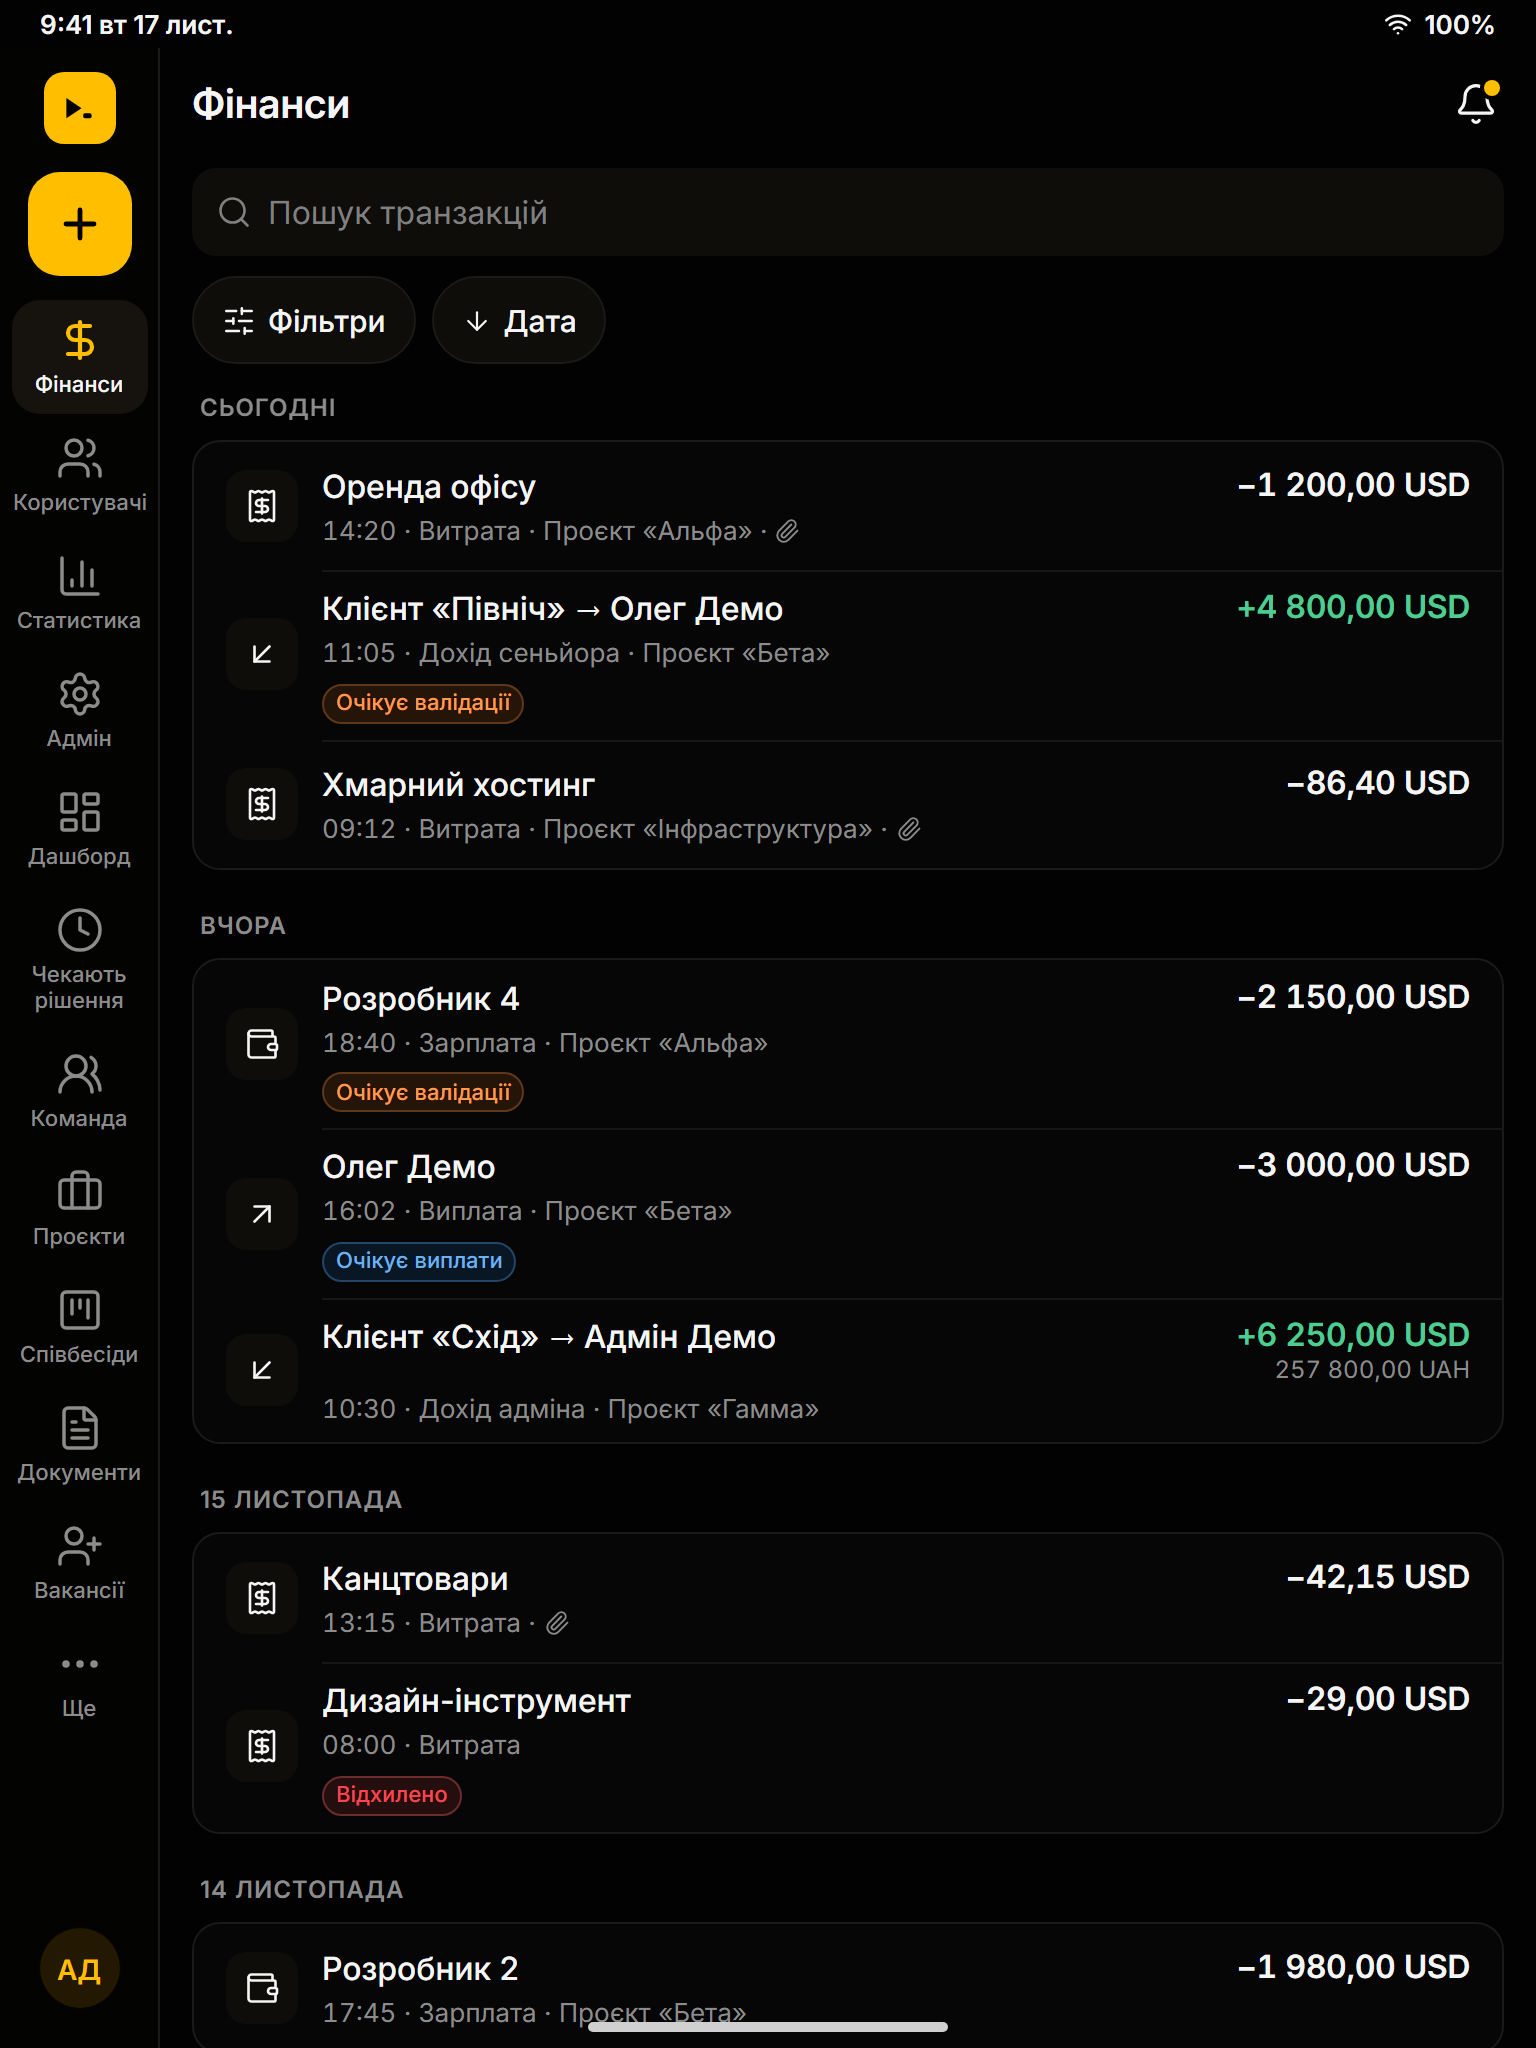 9:41 вт 17 лист.
100%
Фінанси
Пошук транзакцій
Фільтри
Дата
Фінанси
Користувачі
Статистика
Адмін
Дашборд
Чекають
рішення
Команда
Проєкти
Співбесіди
Документи
Вакансії
Ще
АД
СЬОГОДНІ
Оренда офісу
−1 200,00 USD
14:20 · Витрата · Проєкт «Альфа» ·
Клієнт «Північ» → Олег Демо
+4 800,00 USD
11:05 · Дохід сеньйора · Проєкт «Бета»
Очікує валідації
Хмарний хостинг
−86,40 USD
09:12 · Витрата · Проєкт «Інфраструктура» ·
ВЧОРА
Розробник 4
−2 150,00 USD
18:40 · Зарплата · Проєкт «Альфа»
Очікує валідації
Олег Демо
−3 000,00 USD
16:02 · Виплата · Проєкт «Бета»
Очікує виплати
Клієнт «Схід» → Адмін Демо
+6 250,00 USD
257 800,00 UAH
10:30 · Дохід адміна · Проєкт «Гамма»
15 ЛИСТОПАДА
Канцтовари
−42,15 USD
13:15 · Витрата ·
Дизайн-інструмент
−29,00 USD
08:00 · Витрата
Відхилено
14 ЛИСТОПАДА
Розробник 2
−1 980,00 USD
17:45 · Зарплата · Проєкт «Бета»